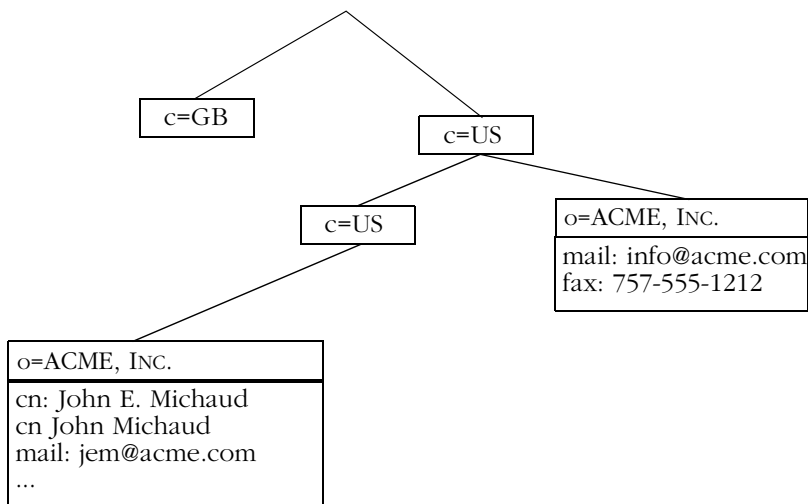 c=GB
c=US
c=US
o=ACME, INC.
mail: info@acme.com
fax: 757-555-1212
o=ACME, INC.
cn: John E. Michaud
cn John Michaud
mail: jem@acme.com
...